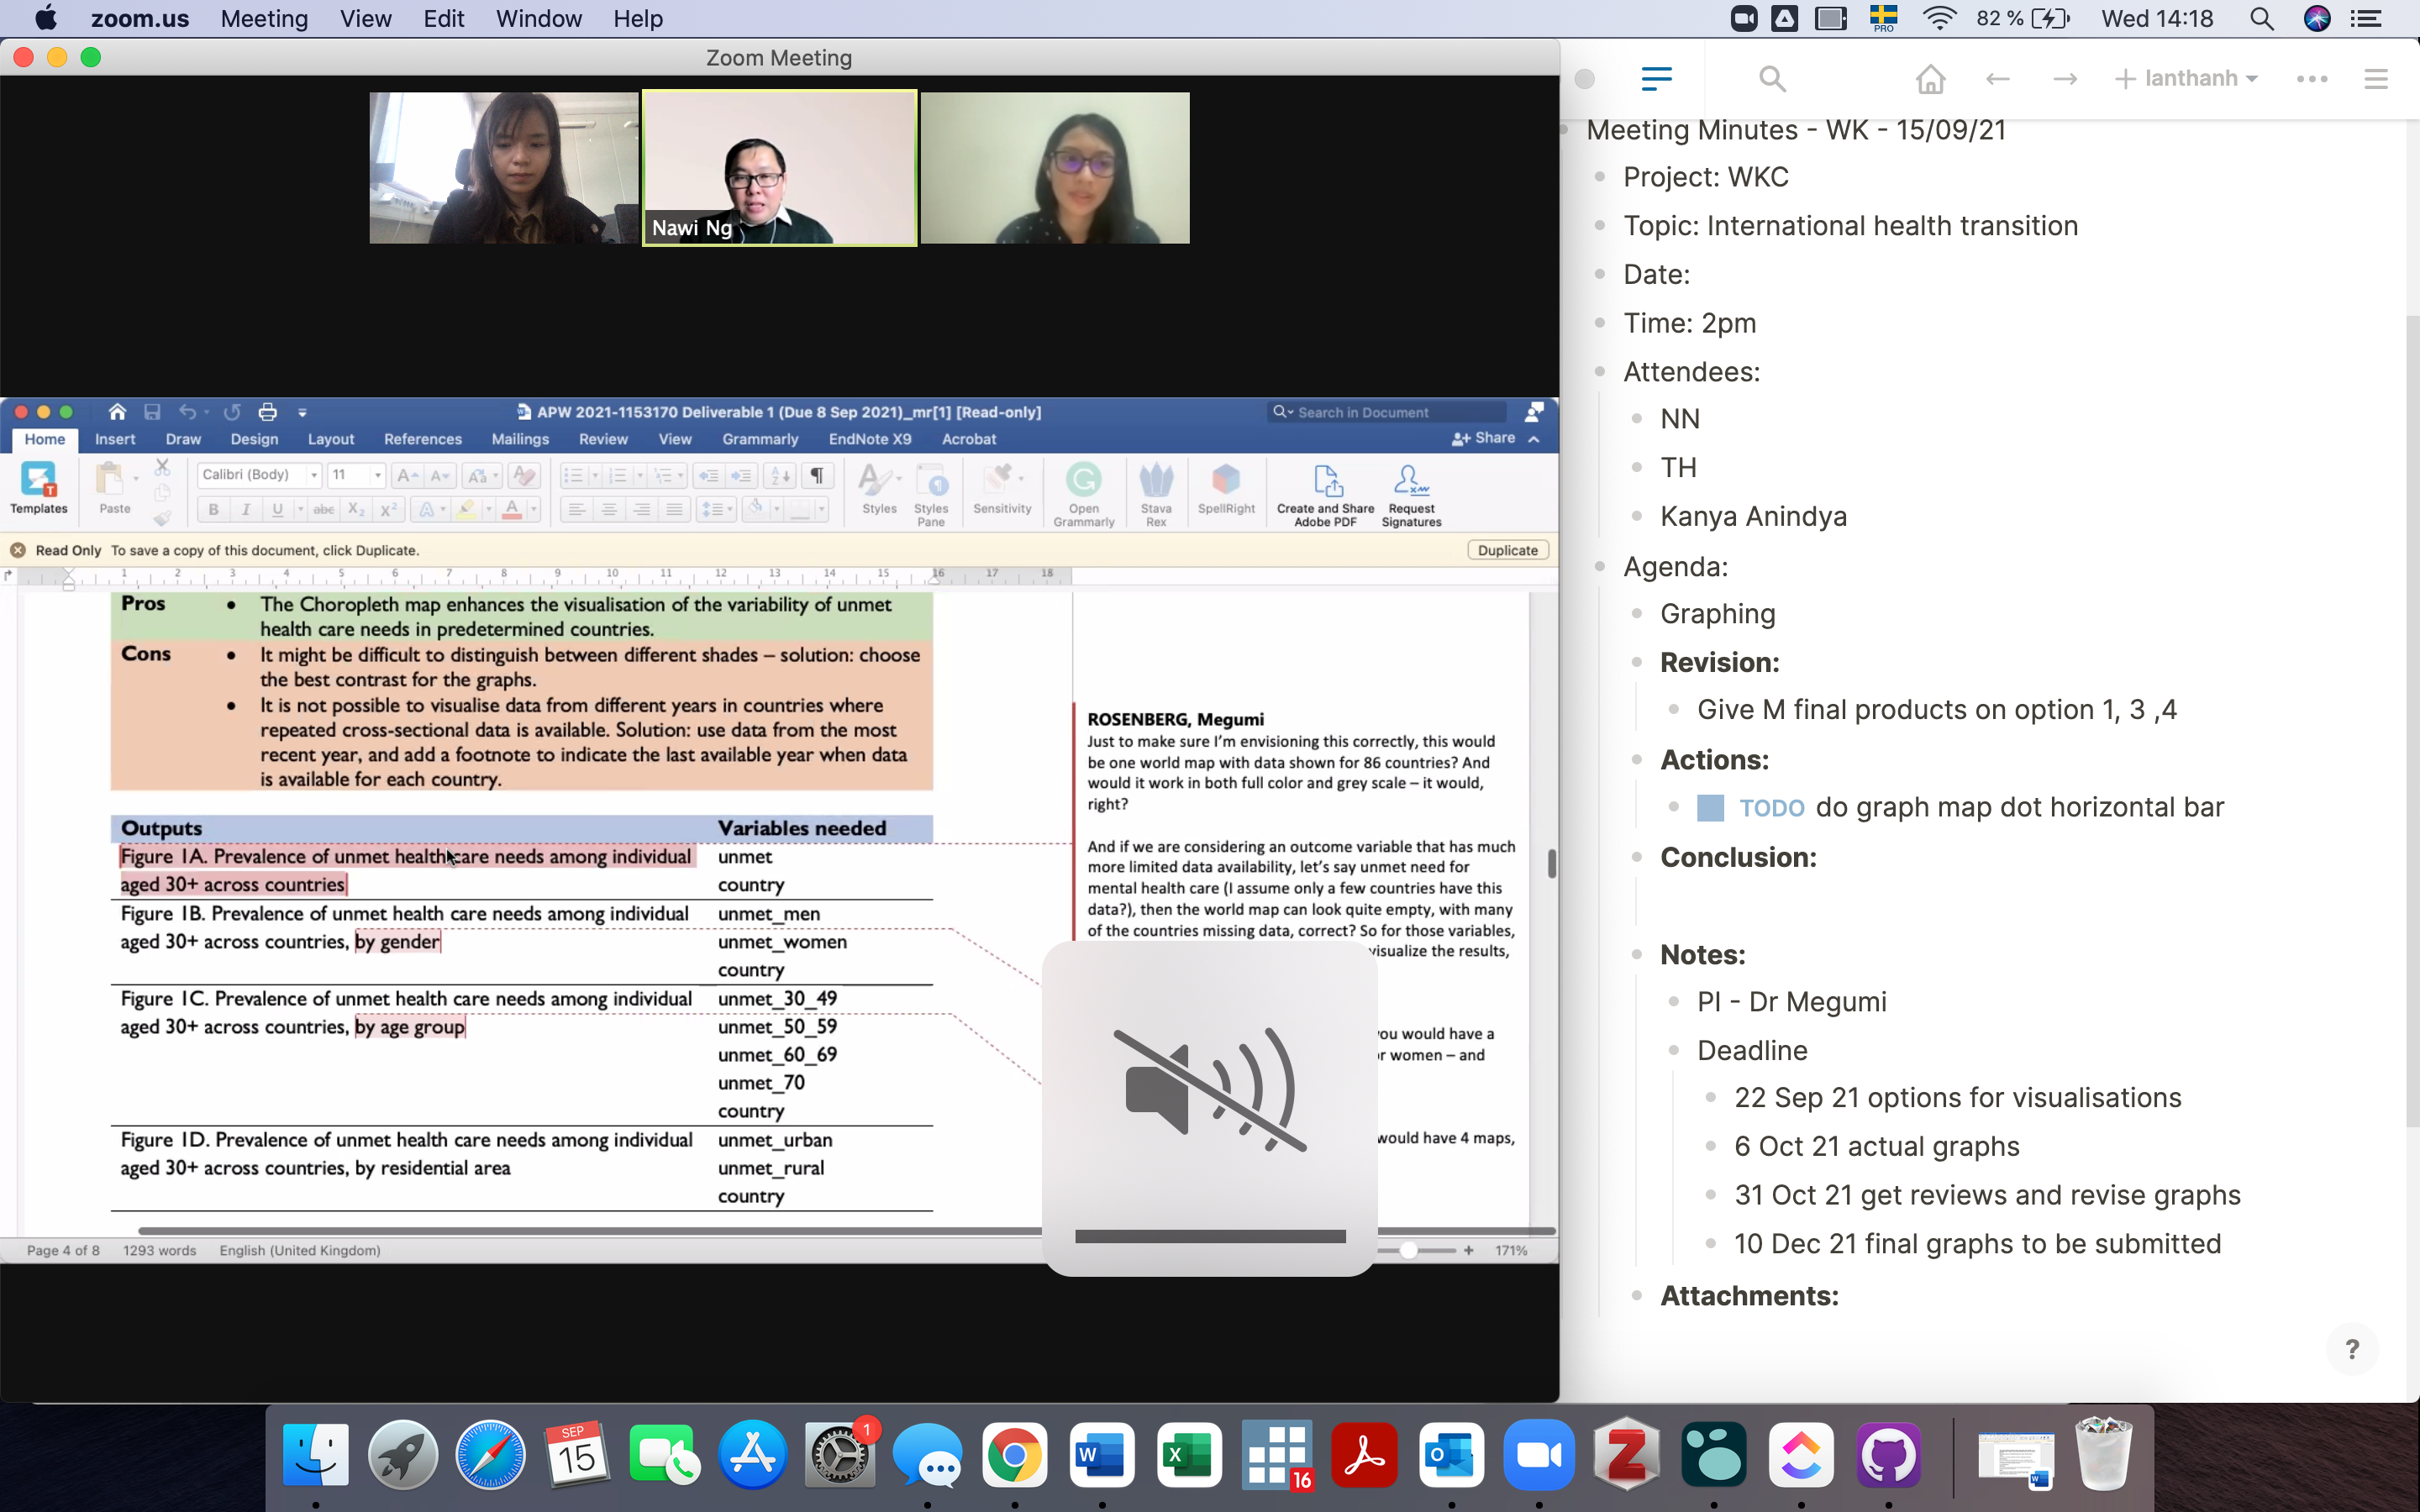 zoom.us Meeting View Edit Window Help
PRO 82 % Wed 14:18
Zoom Meeting
Nawi Ng
APW 2021-1153170 Deliverable 1 (Due 8 Sep 2021)_mr[1] [Read-only]
Search in Document
Home Insert Draw Design Layout References Mailings Review View Grammarly EndNote X9 Acrobat
Share
Templates
Paste
Calibri (Body) 11
Styles
Styles Pane
Sensitivity
Open Grammarly
Stava Rex
SpellRight
Create and Share Adobe PDF
Request Signatures
Read Only To save a copy of this document, click Duplicate.
Duplicate
1 2 3 4 5 6 7 8 9 10 11 12 13 14 15 16 17 18
Pros
• The Choropleth map enhances the visualisation of the variability of unmet
health care needs in predetermined countries.
Cons
• It might be difficult to distinguish between different shades – solution: choose
the best contrast for the graphs.
• It is not possible to visualise data from different years in countries where
repeated cross-sectional data is available. Solution: use data from the most
recent year, and add a footnote to indicate the last available year when data
is available for each country.
Outputs Variables needed
Figure 1A. Prevalence of unmet health care needs among individual unmet
aged 30+ across countries country
Figure 1B. Prevalence of unmet health care needs among individual unmet_men
aged 30+ across countries, by gender unmet_women
country
Figure 1C. Prevalence of unmet health care needs among individual unmet_30_49
aged 30+ across countries, by age group unmet_50_59
unmet_60_69
unmet_70
country
Figure 1D. Prevalence of unmet health care needs among individual unmet_urban
aged 30+ across countries, by residential area unmet_rural
country
ROSENBERG, Megumi
Just to make sure I'm envisioning this correctly, this would
be one world map with data shown for 86 countries? And
would it work in both full color and grey scale – it would,
right?
And if we are considering an outcome variable that has much
more limited data availability, let's say unmet need for
mental health care (I assume only a few countries have this
data?), then the world map can look quite empty, with many
of the countries missing data, correct? So for those variables,
visualize the results,
you would have a
or women – and
would have 4 maps,
Page 4 of 8 1293 words English (United Kingdom)
171%
lanthanh
Meeting Minutes - WK - 15/09/21
Project: WKC
Topic: International health transition
Date:
Time: 2pm
Attendees:
NN
TH
Kanya Anindya
Agenda:
Graphing
Revision:
Give M final products on option 1, 3 ,4
Actions:
TODO do graph map dot horizontal bar
Conclusion:
Notes:
PI - Dr Megumi
Deadline
22 Sep 21 options for visualisations
6 Oct 21 actual graphs
31 Oct 21 get reviews and revise graphs
10 Dec 21 final graphs to be submitted
Attachments:
?
SEP
15
1
16